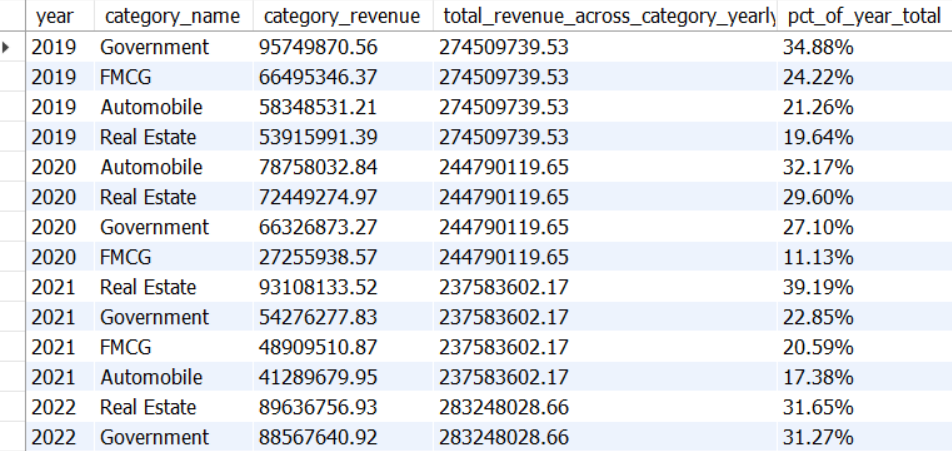 year category_name category_revenue total_revenue_across_category_yearly pct_of_year_total
2019 Government 95749870.56 274509739.53 34.88%
2019 FMCG 66495346.37 274509739.53 24.22%
2019 Automobile 58348531.21 274509739.53 21.26%
2019 Real Estate 53915991.39 274509739.53 19.64%
2020 Automobile 78758032.84 244790119.65 32.17%
2020 Real Estate 72449274.97 244790119.65 29.60%
2020 Government 66326873.27 244790119.65 27.10%
2020 FMCG 27255938.57 244790119.65 11.13%
2021 Real Estate 93108133.52 237583602.17 39.19%
2021 Government 54276277.83 237583602.17 22.85%
2021 FMCG 48909510.87 237583602.17 20.59%
2021 Automobile 41289679.95 237583602.17 17.38%
2022 Real Estate 89636756.93 283248028.66 31.65%
2022 Government 88567640.92 283248028.66 31.27%